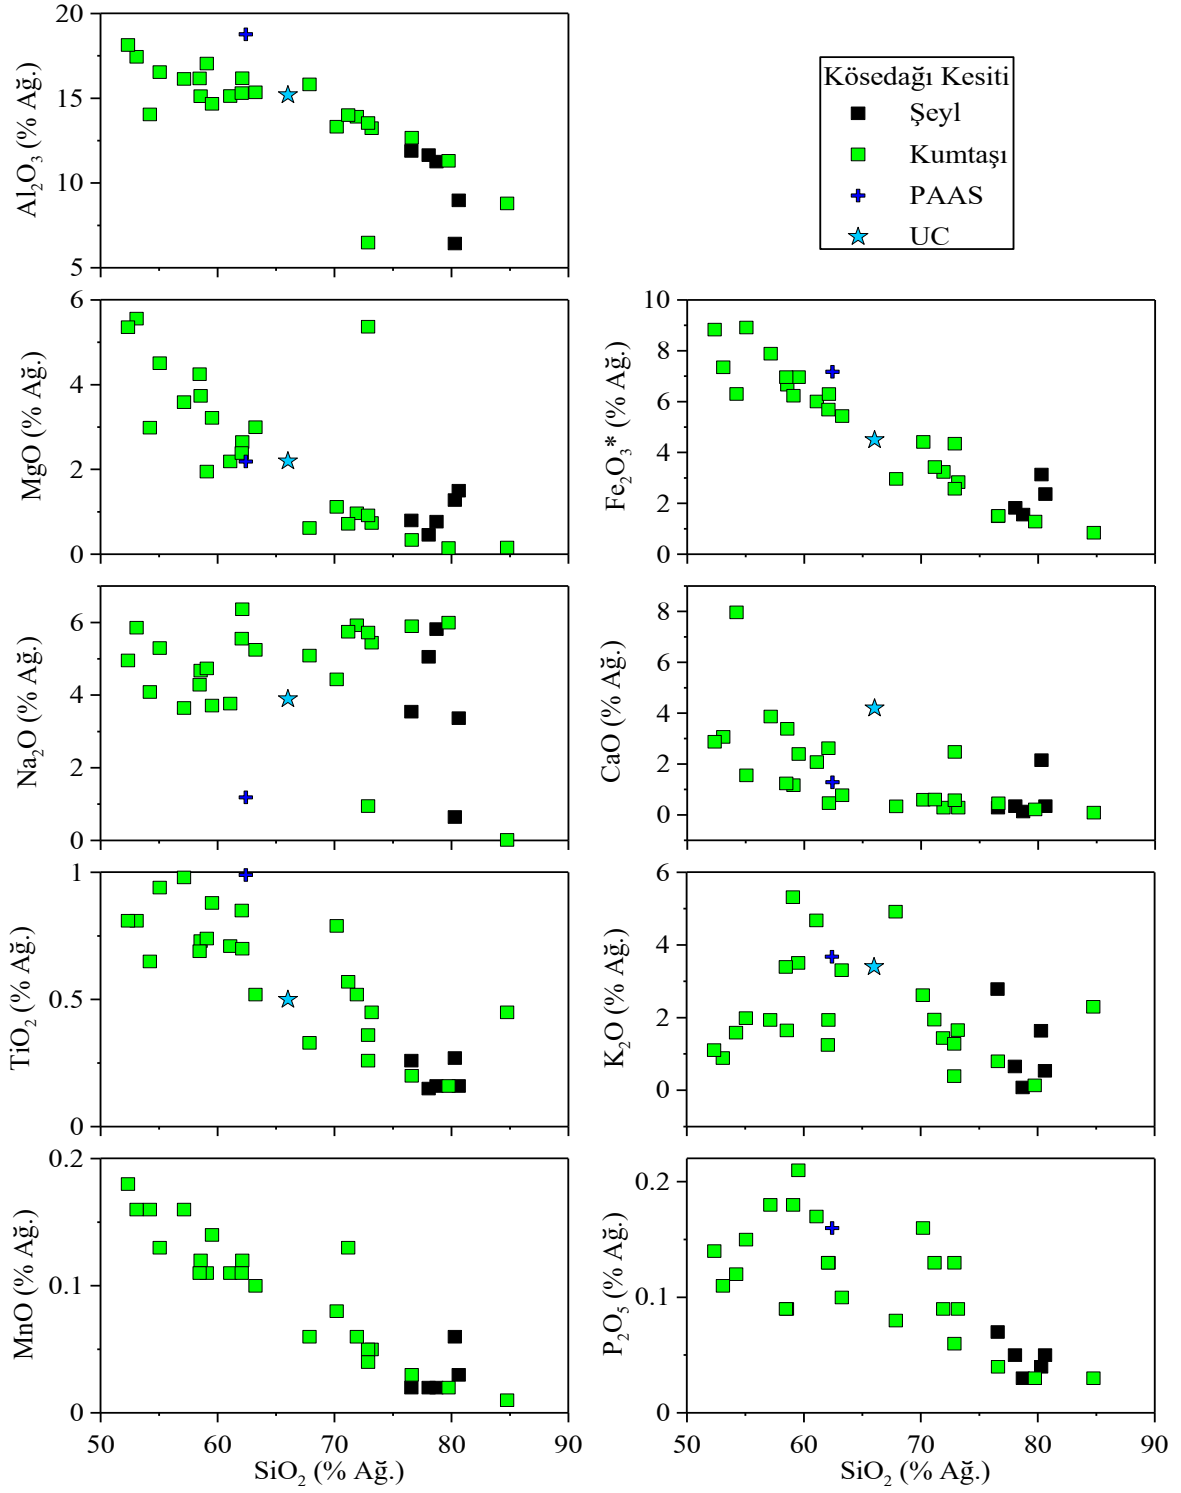 20
15
10
5
Al₂O₃ (% Ağ.)
Kösedağı Kesiti
Şeyl
Kumtaşı
PAAS
UC
6
4
2
0
MgO (% Ağ.)
10
8
6
4
2
0
Fe₂O₃* (% Ağ.)
6
4
2
0
Na₂O (% Ağ.)
8
6
4
2
0
CaO (% Ağ.)
1
0.5
0
TiO₂ (% Ağ.)
6
4
2
0
K₂O (% Ağ.)
0.2
0.1
0
MnO (% Ağ.)
50 60 70 80 90
SiO₂ (% Ağ.)
0.2
0.1
0
P₂O₅ (% Ağ.)
50 60 70 80 90
SiO₂ (% Ağ.)